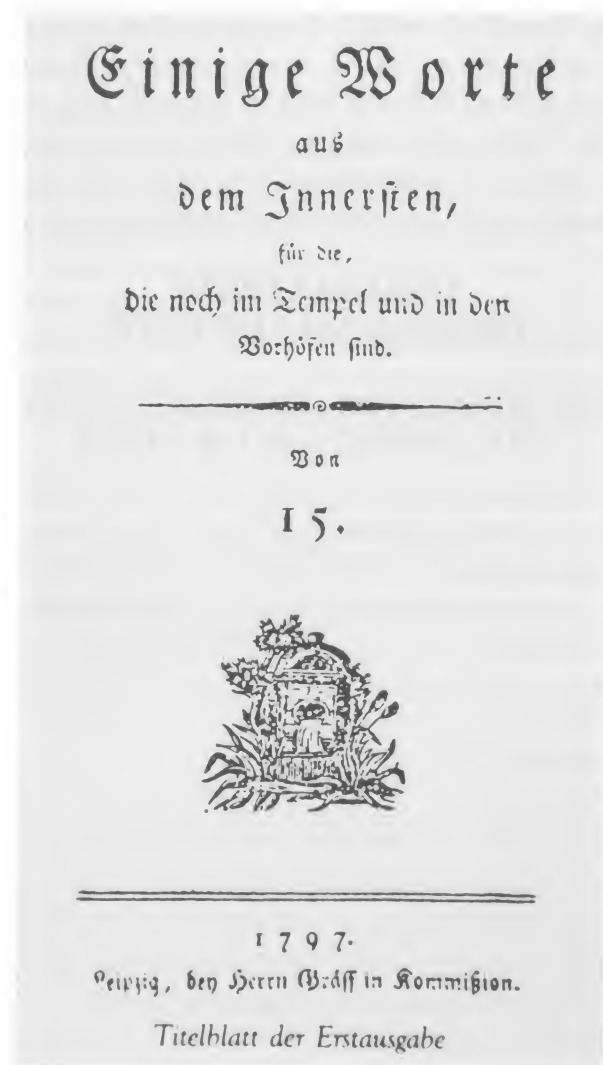 Einige Worte
aus
dem Innersten,
für die,
die noch im Tempel und in den
Vorhöfen sind.
Von
15.
1797.
Leipzig, bey Herrn Gräff in Kommißion.
Titelblatt der Erstausgabe